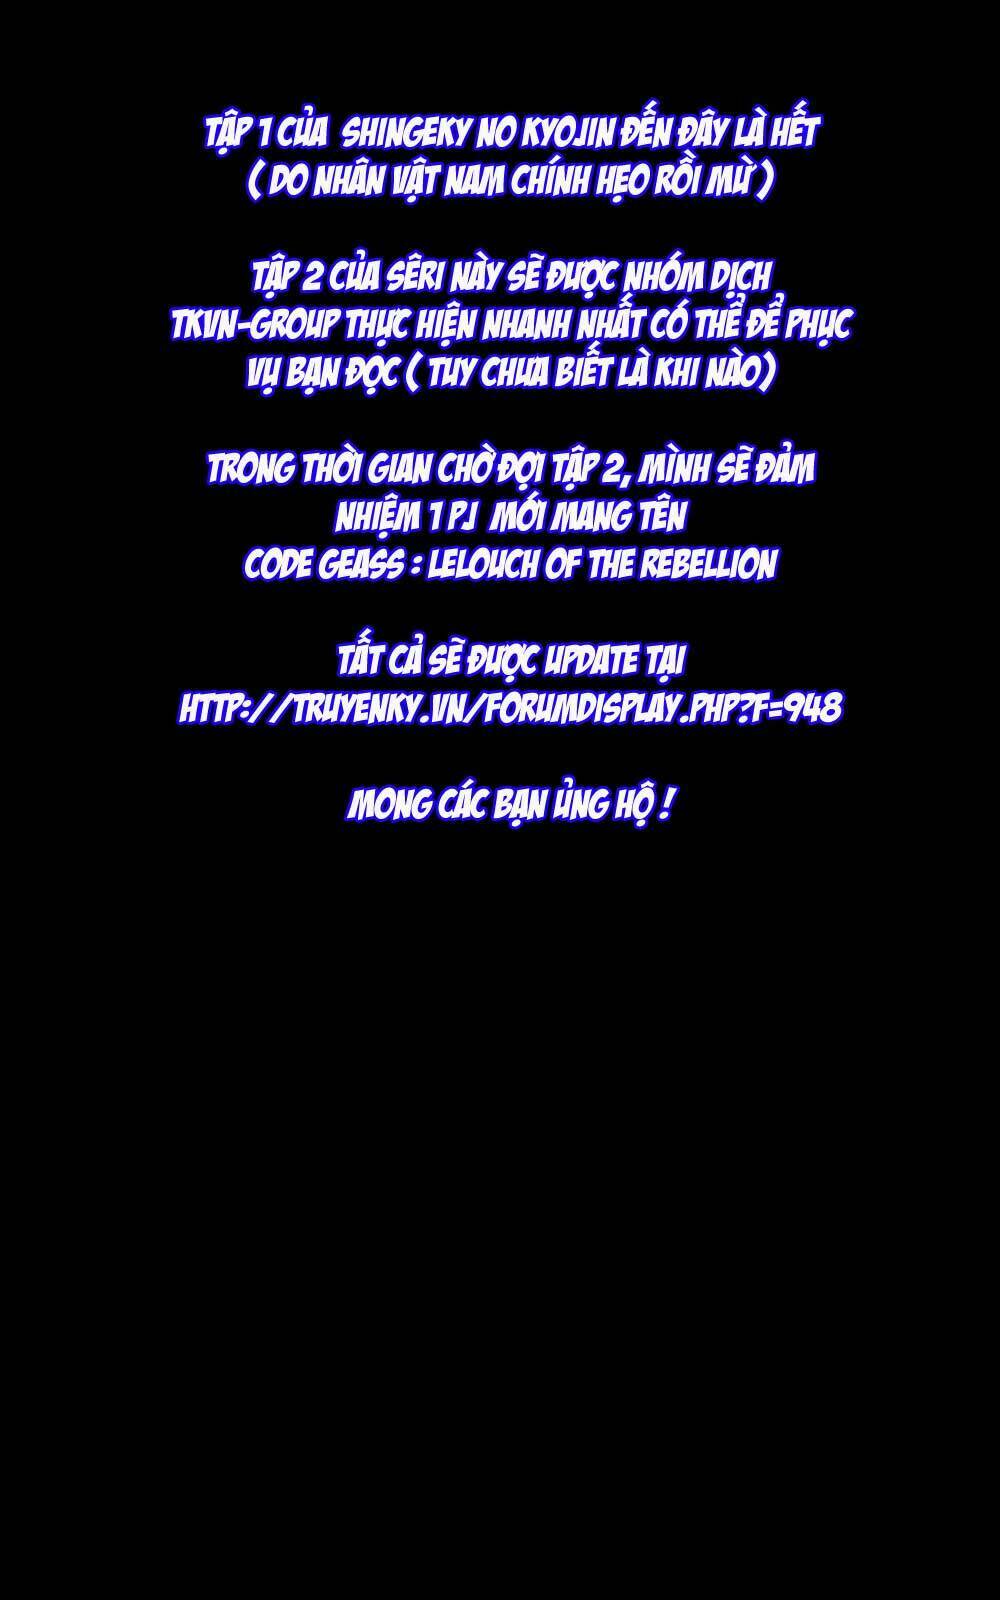 TẬP 1 CỦA SHINGEKY NO KYOJIN ĐẾN ĐÂY LÀ HẾT
( DO NHÂN VẬT NAM CHÍNH HẸO RỒI MỪ )
TẬP 2 CỦA SÊRI NÀY SẼ ĐƯỢC NHÓM DỊCH
TKVN-GROUP THỰC HIỆN NHANH NHẤT CÓ THỂ ĐỂ PHỤC
VỤ BẠN ĐỌC ( TUY CHƯA BIẾT LÀ KHI NÀO)
TRONG THỜI GIAN CHỜ ĐỢI TẬP 2, MÌNH SẼ ĐẢM
NHIỆM 1 PJ MỚI MANG TÊN
CODE GEASS : LELOUCH OF THE REBELLION
TẤT CẢ SẼ ĐƯỢC UPDATE TẠI
HTTP://TRUYENKY.VN/FORUMDISPLAY.PHP?F=948
MONG CÁC BẠN ỦNG HỘ !